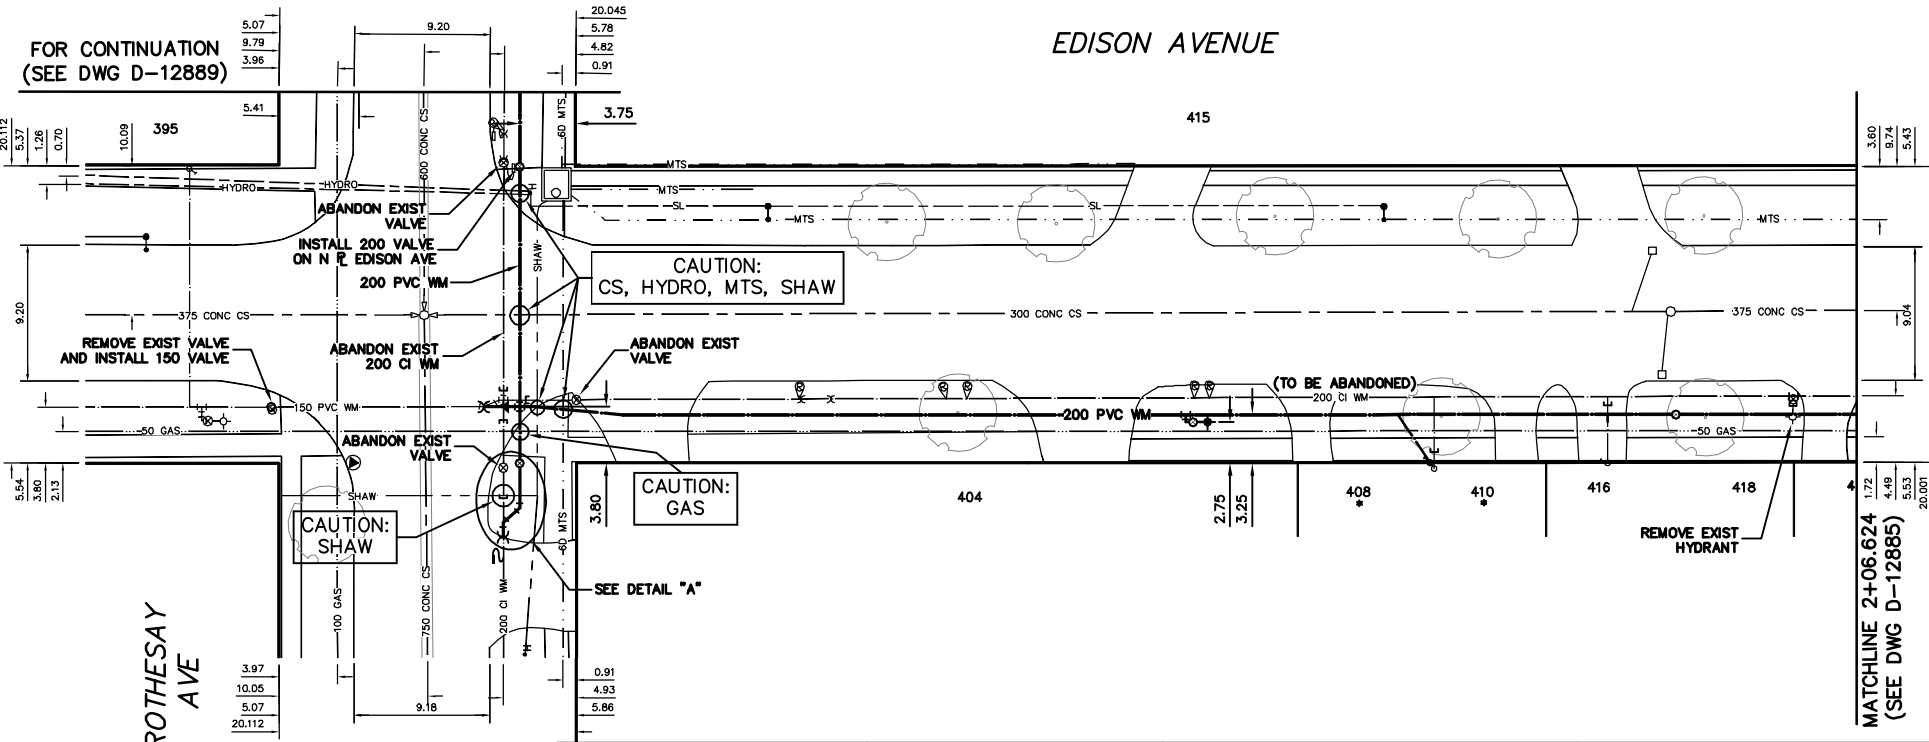 EDISON AVENUE
FOR CONTINUATION
(SEE DWG D-12889)
5.07
9.79
3.96
5.41
9.20
20.045
5.78
4.82
0.91
3.75
395
415
20.112
5.37
1.26
0.70
10.09
3.60
9.74
5.43
600 CONC CS
6D MTS
MTS
HYDRO
HYDRO
H
MTS
SL
SL
MTS
MTS
ABANDON EXIST
VALVE
INSTALL 200 VALVE
ON N PL EDISON AVE
200 PVC WM
SHAW
CAUTION:
CS, HYDRO, MTS, SHAW
9.20
9.04
375 CONC CS
300 CONC CS
375 CONC CS
REMOVE EXIST VALVE
AND INSTALL 150 VALVE
ABANDON EXIST
200 CI WM
ABANDON EXIST
VALVE
(TO BE ABANDONED)
200 CI WM
150 PVC WM
200 PVC WM
50 GAS
50 GAS
ABANDON EXIST
VALVE
5.54
3.80
2.13
SHAW
CAUTION:
SHAW
CAUTION:
GAS
3.80
404
2.75
3.25
408
*
410
*
416
418
4
1.72
4.49
5.53
20.001
REMOVE EXIST
HYDRANT
SEE DETAIL "A"
100 GAS
750 CONC CS
200 CI WM
6D MTS
H
MATCHLINE 2+06.624
(SEE DWG D-12885)
ROTHESAY
AVE
3.97
10.05
5.07
20.112
9.18
0.91
4.93
5.86